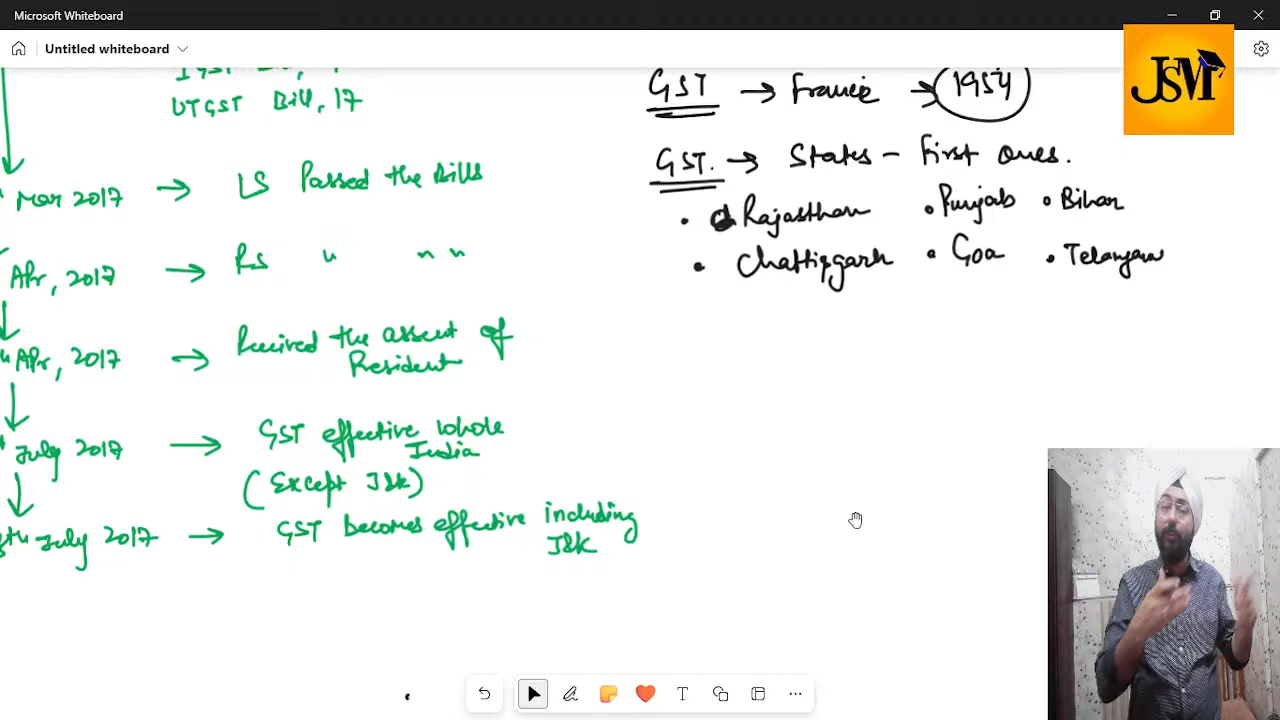 Microsoft Whiteboard
Untitled whiteboard
UTGST Bill, 17
Mar 2017 → LS Passed the Bills
Apr, 2017 → RS " " "
Apr, 2017 → Received the assent of
President
July 2017 → GST effective whole
India
(Except J&K)
July 2017 → GST becomes effective including
J&K
GST → France → 1954
GST. → States - First ones.
• Rajasthan • Punjab • Bihar
• Chattisgarh • Goa • Telangana
JSM